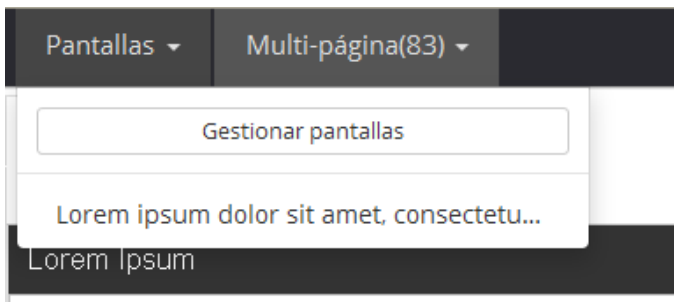 Pantallas Multi-página(83)
Gestionar pantallas
Lorem ipsum dolor sit amet, consectetu...
Lorem Ipsum